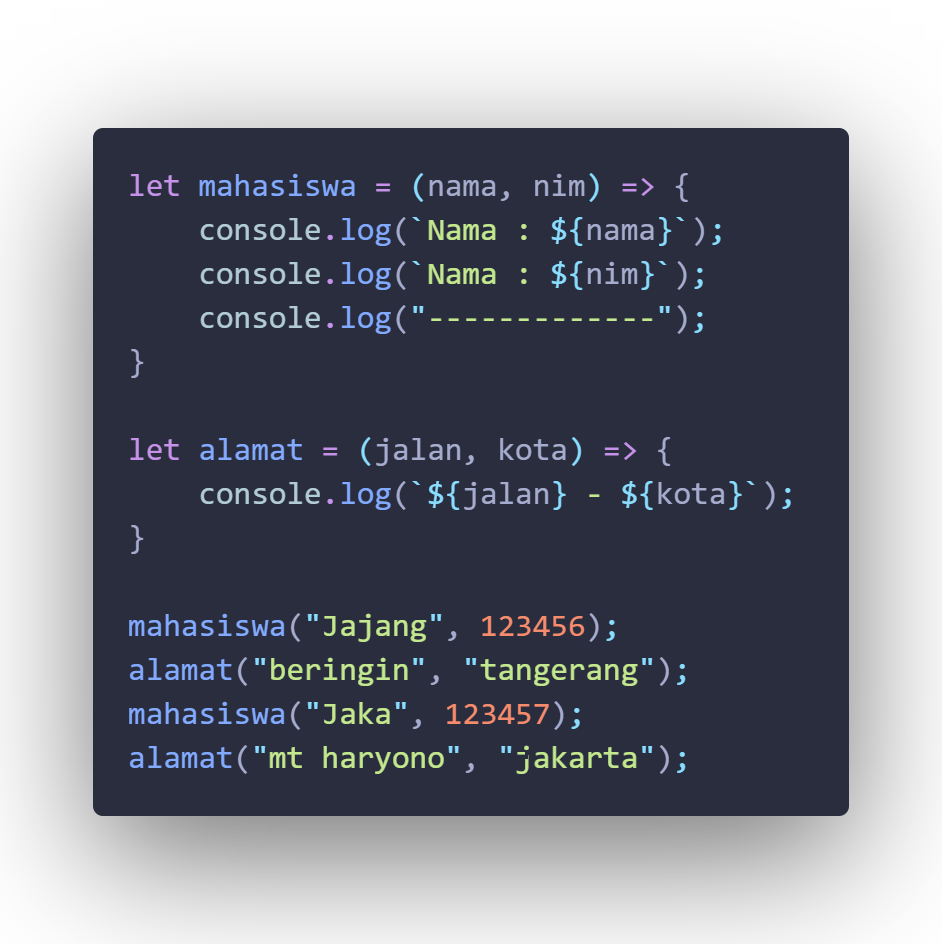 let mahasiswa = (nama, nim) => {
    console.log(`Nama : ${nama}`);
    console.log(`Nama : ${nim}`);
    console.log("-------------");
}

let alamat = (jalan, kota) => {
    console.log(`${jalan} - ${kota}`);
}

mahasiswa("Jajang", 123456);
alamat("beringin", "tangerang");
mahasiswa("Jaka", 123457);
alamat("mt haryono", "jakarta");